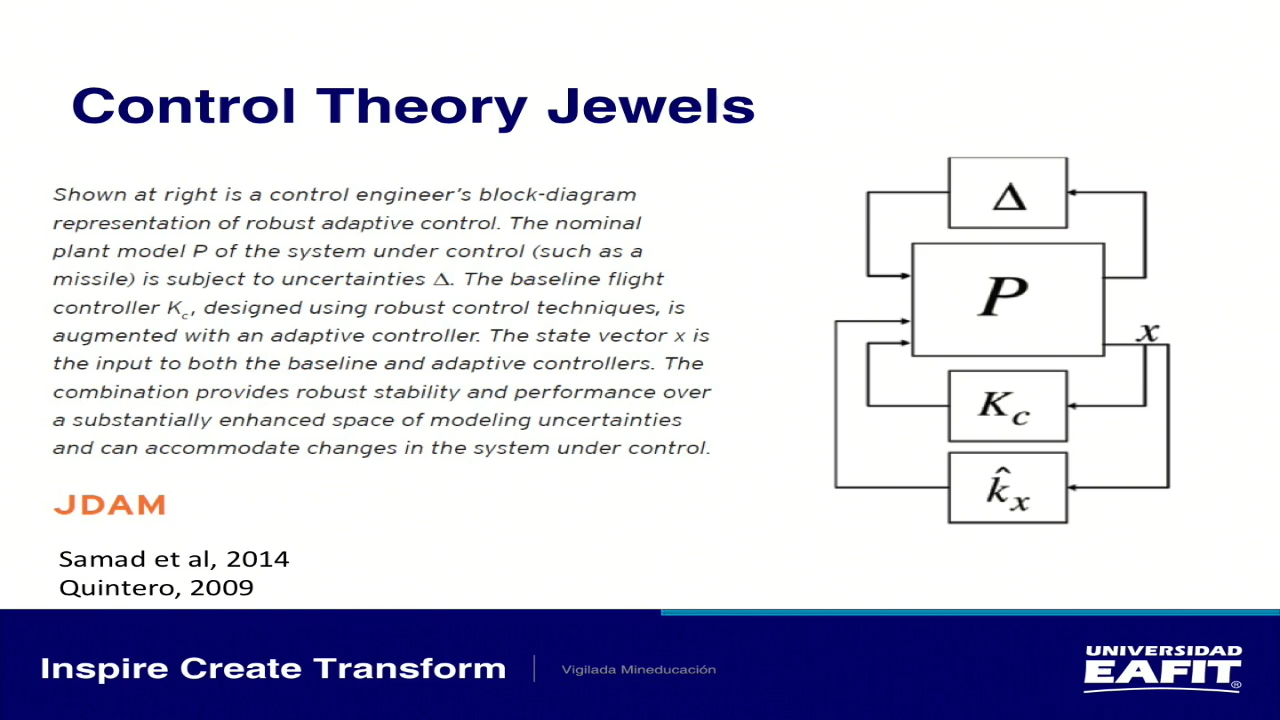 Control Theory Jewels
Shown at right is a control engineer's block-diagram
representation of robust adaptive control. The nominal
plant model P of the system under control (such as a
missile) is subject to uncertainties Δ. The baseline flight
controller Kc, designed using robust control techniques, is
augmented with an adaptive controller. The state vector x is
the input to both the baseline and adaptive controllers. The
combination provides robust stability and performance over
a substantially enhanced space of modeling uncertainties
and can accommodate changes in the system under control.
JDAM
Samad et al, 2014
Quintero, 2009
Δ
P
x
Kc
k̂x
Inspire Create Transform
Vigilada Mineducación
UNIVERSIDAD
EAFIT®